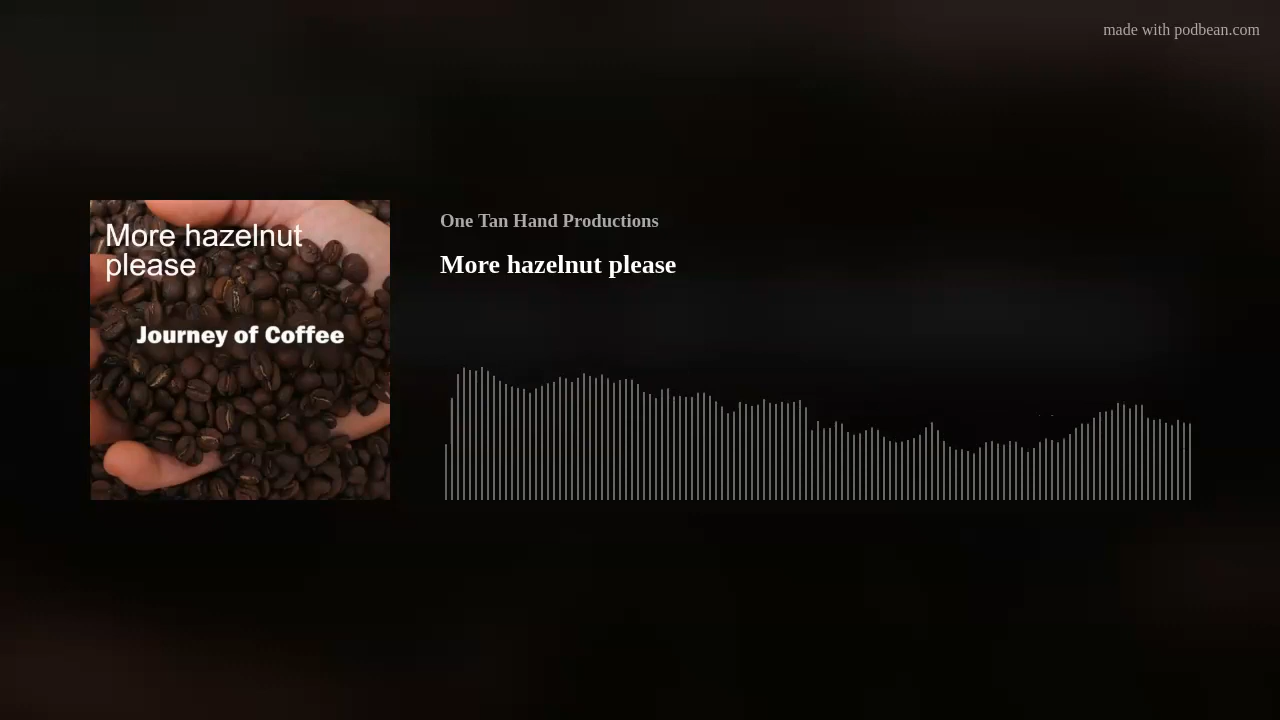 made with podbean.com
More hazelnut
please
Journey of Coffee
One Tan Hand Productions
More hazelnut please